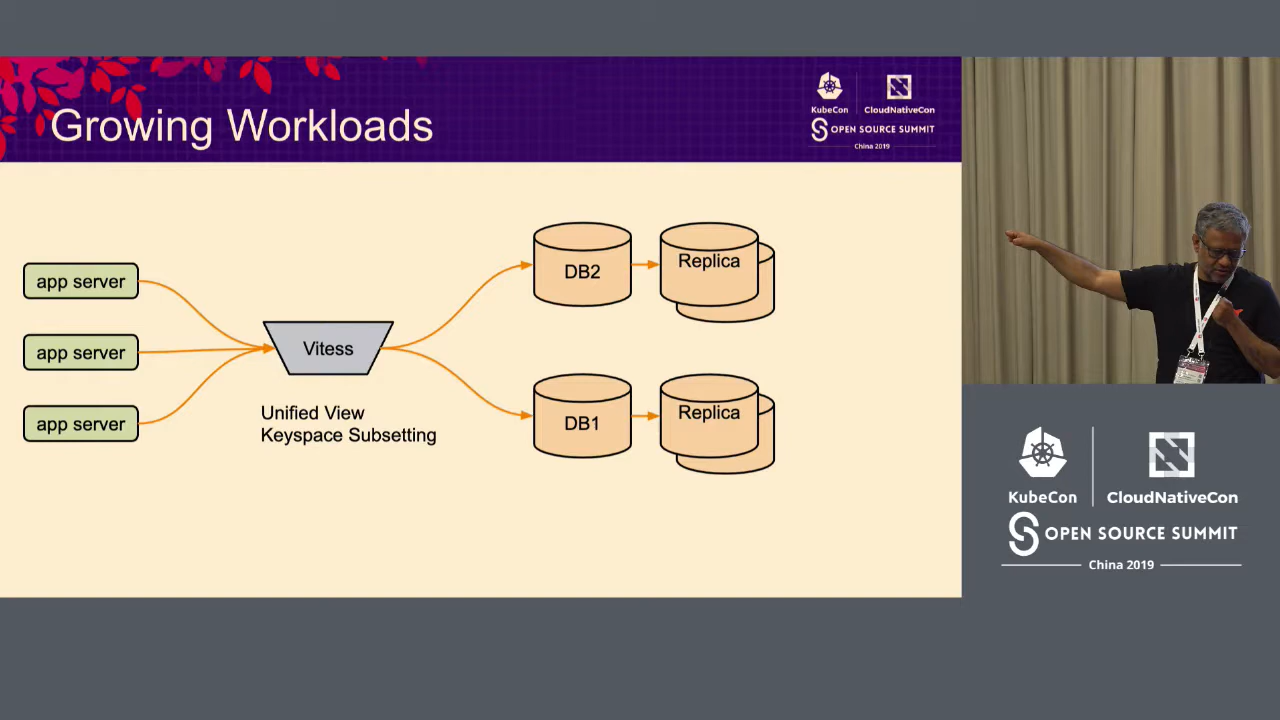 Growing Workloads
KubeCon
CloudNativeCon
OPEN SOURCE SUMMIT
China 2019
app server
app server
app server
Vitess
Unified View
Keyspace Subsetting
DB2
Replica
DB1
Replica
KubeCon
CloudNativeCon
OPEN SOURCE SUMMIT
China 2019